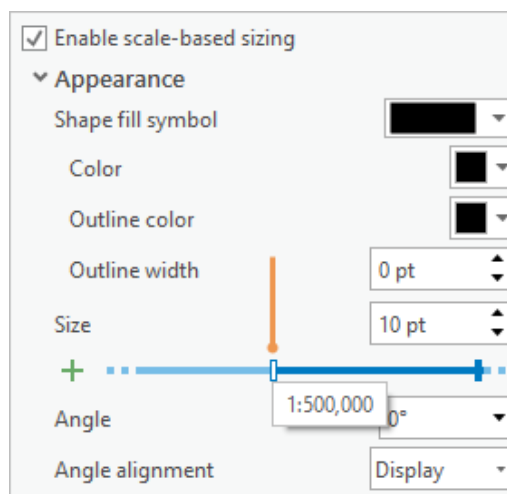 Enable scale-based sizing
Appearance
Shape fill symbol
Color
Outline color
Outline width 0 pt
Size 10 pt
1:500,000
Angle 0°
Angle alignment Display